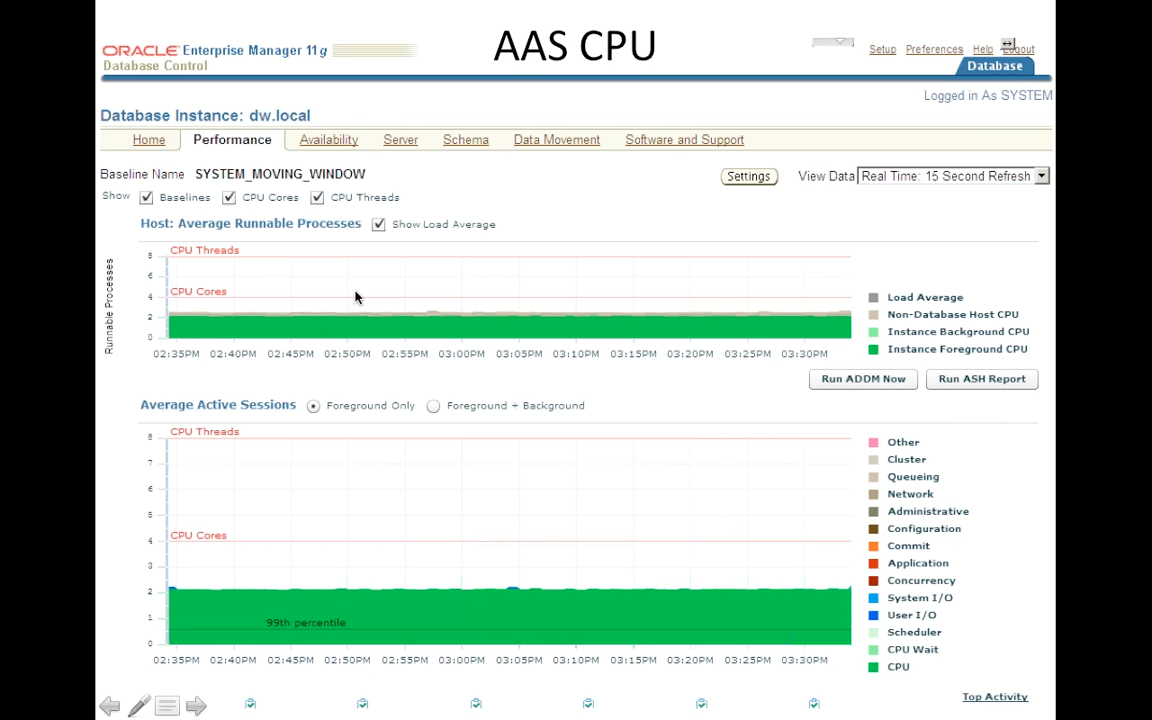 AAS CPU
ORACLE Enterprise Manager 11g
Database Control
Setup Preferences Help Logout
Database
Logged in As SYSTEM
Database Instance: dw.local
Home Performance Availability Server Schema Data Movement Software and Support
Baseline Name SYSTEM_MOVING_WINDOW
Settings View Data Real Time: 15 Second Refresh
Show Baselines CPU Cores CPU Threads
Host: Average Runnable Processes Show Load Average
Runnable Processes
8
6
4
2
0
CPU Threads
CPU Cores
02:35PM 02:40PM 02:45PM 02:50PM 02:55PM 03:00PM 03:05PM 03:10PM 03:15PM 03:20PM 03:25PM 03:30PM
Load Average
Non-Database Host CPU
Instance Background CPU
Instance Foreground CPU
Run ADDM Now Run ASH Report
Average Active Sessions Foreground Only Foreground + Background
8
7
6
5
4
3
2
1
0
CPU Threads
CPU Cores
99th percentile
02:35PM 02:40PM 02:45PM 02:50PM 02:55PM 03:00PM 03:05PM 03:10PM 03:15PM 03:20PM 03:25PM 03:30PM
Other
Cluster
Queueing
Network
Administrative
Configuration
Commit
Application
Concurrency
System I/O
User I/O
Scheduler
CPU Wait
CPU
Top Activity